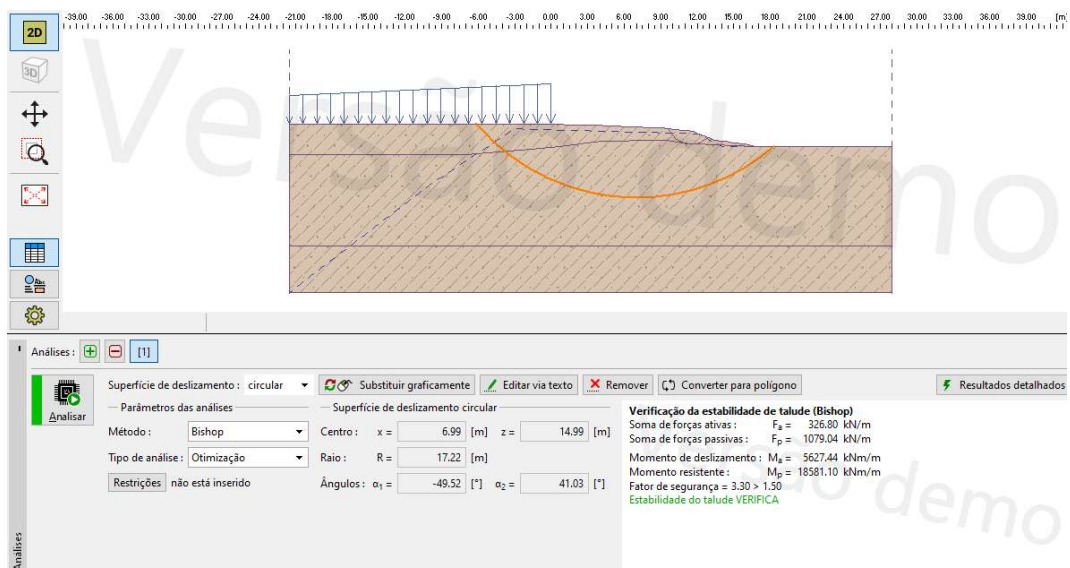 -39.00 -36.00 -33.00 -30.00 -27.00 -24.00 -21.00 -18.00 -15.00 -12.00 -9.00 -6.00 -3.00 0.00 3.00 6.00 9.00 12.00 15.00 18.00 21.00 24.00 27.00 30.00 33.00 36.00 39.00 [m]
2D
3D
Versão demo
Análises : [1]
Analisar
Superfície de deslizamento : circular Substituir graficamente Editar via texto Remover Converter para polígono Resultados detalhados
Parâmetros das análises
Método : Bishop
Tipo de análise : Otimização
Restrições não está inserido
Superfície de deslizamento circular
Centro : x = 6.99 [m] z = 14.99 [m]
Raio : R = 17.22 [m]
Ângulos : α1 = -49.52 [°] α2 = 41.03 [°]
Verificação da estabilidade de talude (Bishop)
Soma de forças ativas : Fa = 326.80 kN/m
Soma de forças passivas : Fp = 1079.04 kN/m
Momento de deslizamento : Ma = 5627.44 kNm/m
Momento resistente : Mp = 18581.10 kNm/m
Fator de segurança = 3.30 > 1.50
Estabilidade do talude VERIFICA
Versão demo
Análises